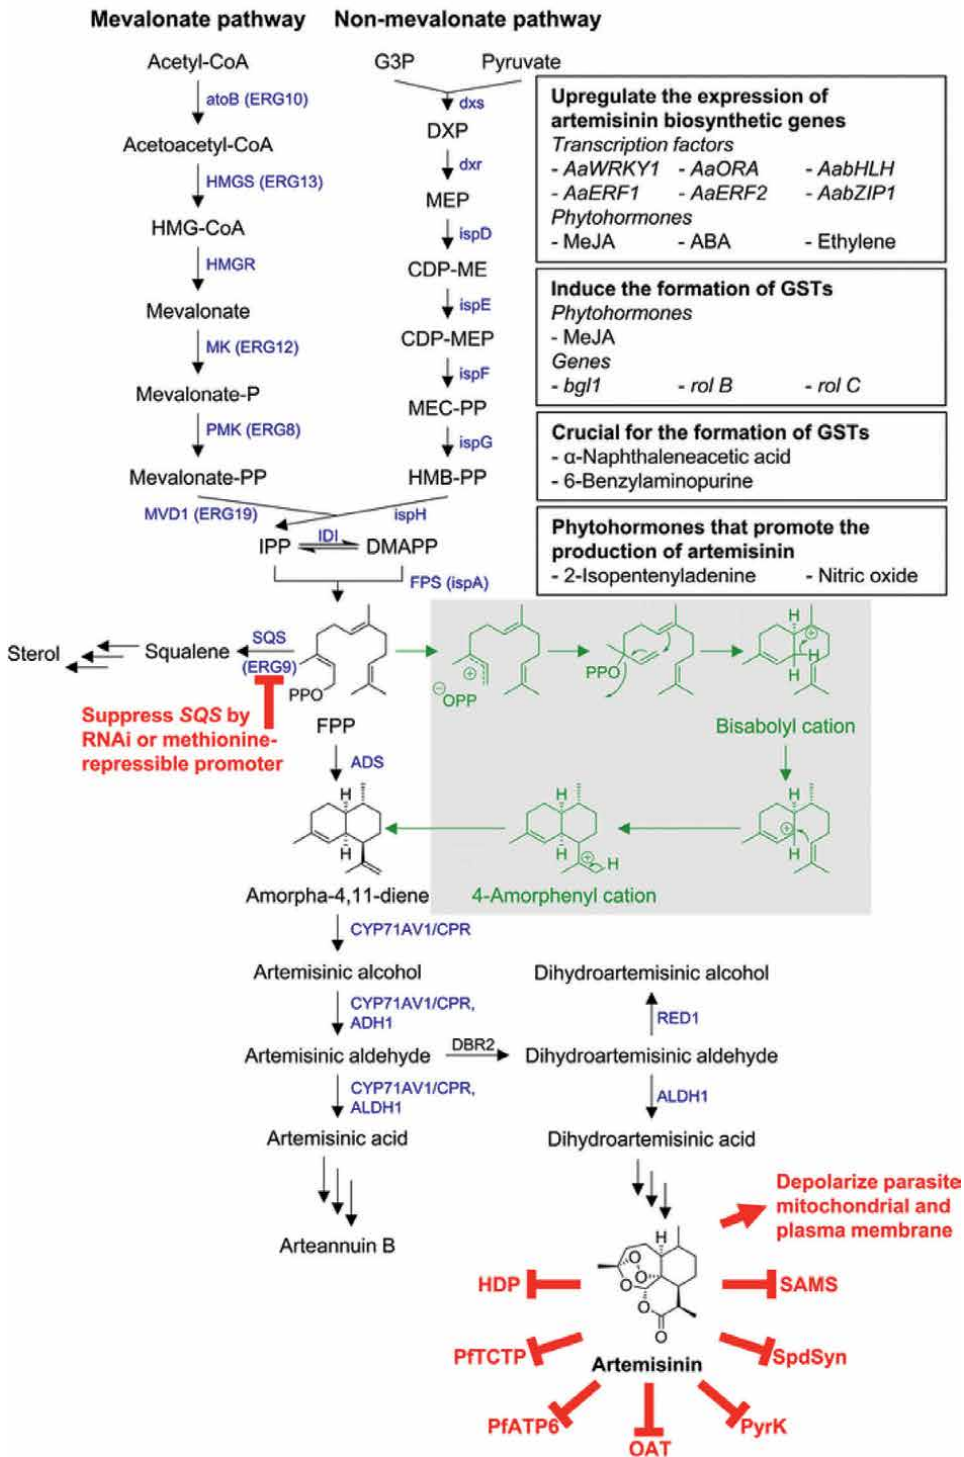 Mevalonate pathway
Non-mevalonate pathway
Acetyl-CoA
atoB (ERG10)
Acetoacetyl-CoA
HMGS (ERG13)
HMG-CoA
HMGR
Mevalonate
MK (ERG12)
Mevalonate-P
PMK (ERG8)
Mevalonate-PP
MVD1 (ERG19)
G3P
Pyruvate
dxs
DXP
dxr
MEP
ispD
CDP-ME
ispE
CDP-MEP
ispF
MEC-PP
ispG
HMB-PP
ispH
IPP
IDI
DMAPP
FPS (ispA)
Upregulate the expression of
artemisinin biosynthetic genes
Transcription factors
- AaWRKY1 - AaORA - AabHLH
- AaERF1 - AaERF2 - AabZIP1
Phytohormones
- MeJA - ABA - Ethylene
Induce the formation of GSTs
Phytohormones
- MeJA
Genes
- bgl1 - rol B - rol C
Crucial for the formation of GSTs
- α-Naphthaleneacetic acid
- 6-Benzylaminopurine
Phytohormones that promote the
production of artemisinin
- 2-Isopentenyladenine - Nitric oxide
Sterol
Squalene
SQS
(ERG9)
PPO
FPP
Suppress SQS by
RNAi or methionine-
repressible promoter
⊕
⊖
OPP
PPO
H
⊕
H
H
Bisabolyl cation
ADS
H
H
Amorpha-4,11-diene
H
H
⊕
H
4-Amorphenyl cation
H
⊕
CYP71AV1/CPR
Artemisinic alcohol
CYP71AV1/CPR,
ADH1
Artemisinic aldehyde
DBR2
Dihydroartemisinic aldehyde
RED1
Dihydroartemisinic alcohol
CYP71AV1/CPR,
ALDH1
Artemisinic acid
Arteannuin B
ALDH1
Dihydroartemisinic acid
Depolarize parasite
mitochondrial and
plasma membrane
H
O
O
O
O
O
Artemisinin
HDP
SAMS
PfTCTP
SpdSyn
PfATP6
OAT
PyrK